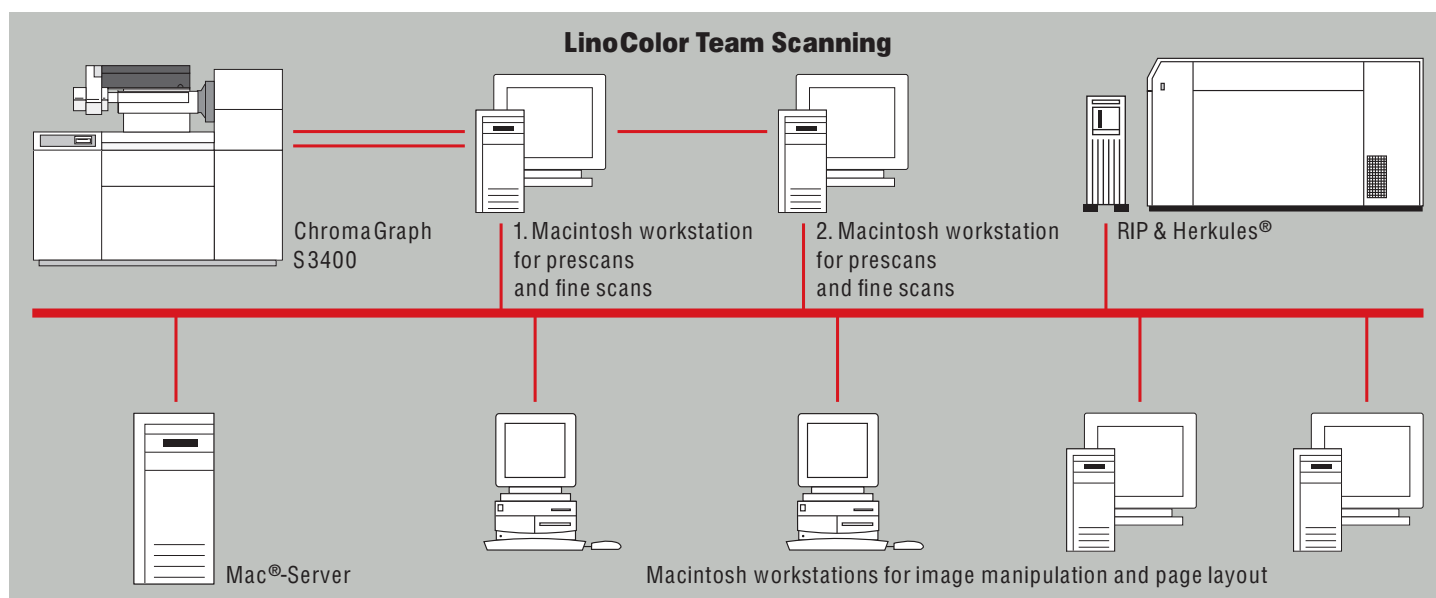 LinoColor Team Scanning
ChromaGraph
S3400
1. Macintosh workstation
for prescans
and fine scans
2. Macintosh workstation
for prescans
and fine scans
RIP & Herkules®
Mac®-Server
Macintosh workstations for image manipulation and page layout